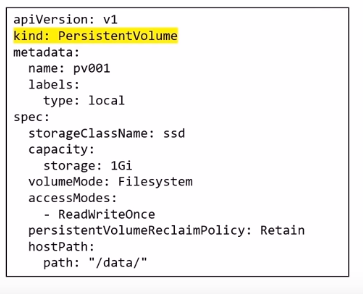 apiVersion: v1
kind: PersistentVolume
metadata:
  name: pv001
  labels:
    type: local
spec:
  storageClassName: ssd
  capacity:
    storage: 1Gi
  volumeMode: Filesystem
  accessModes:
    - ReadWriteOnce
  persistentVolumeReclaimPolicy: Retain
  hostPath:
    path: "/data/"